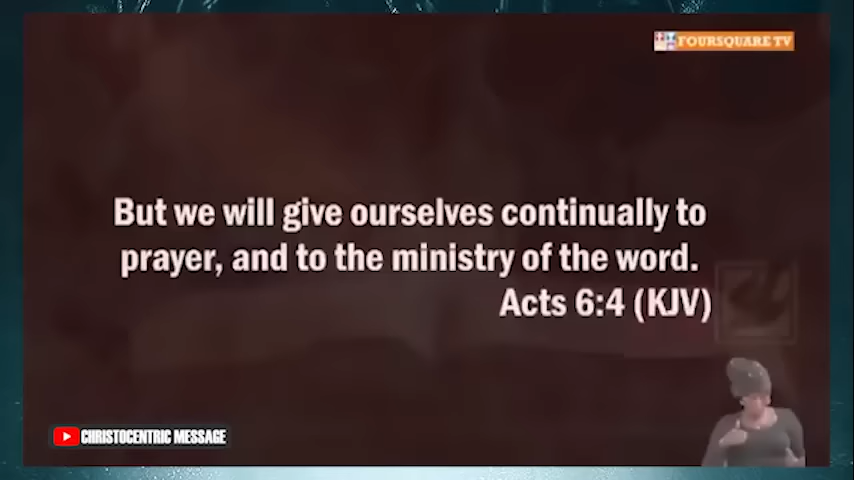 FOURSQUARE TV
But we will give ourselves continually to
prayer, and to the ministry of the word.
Acts 6:4 (KJV)
CHRISTOCENTRIC MESSAGE